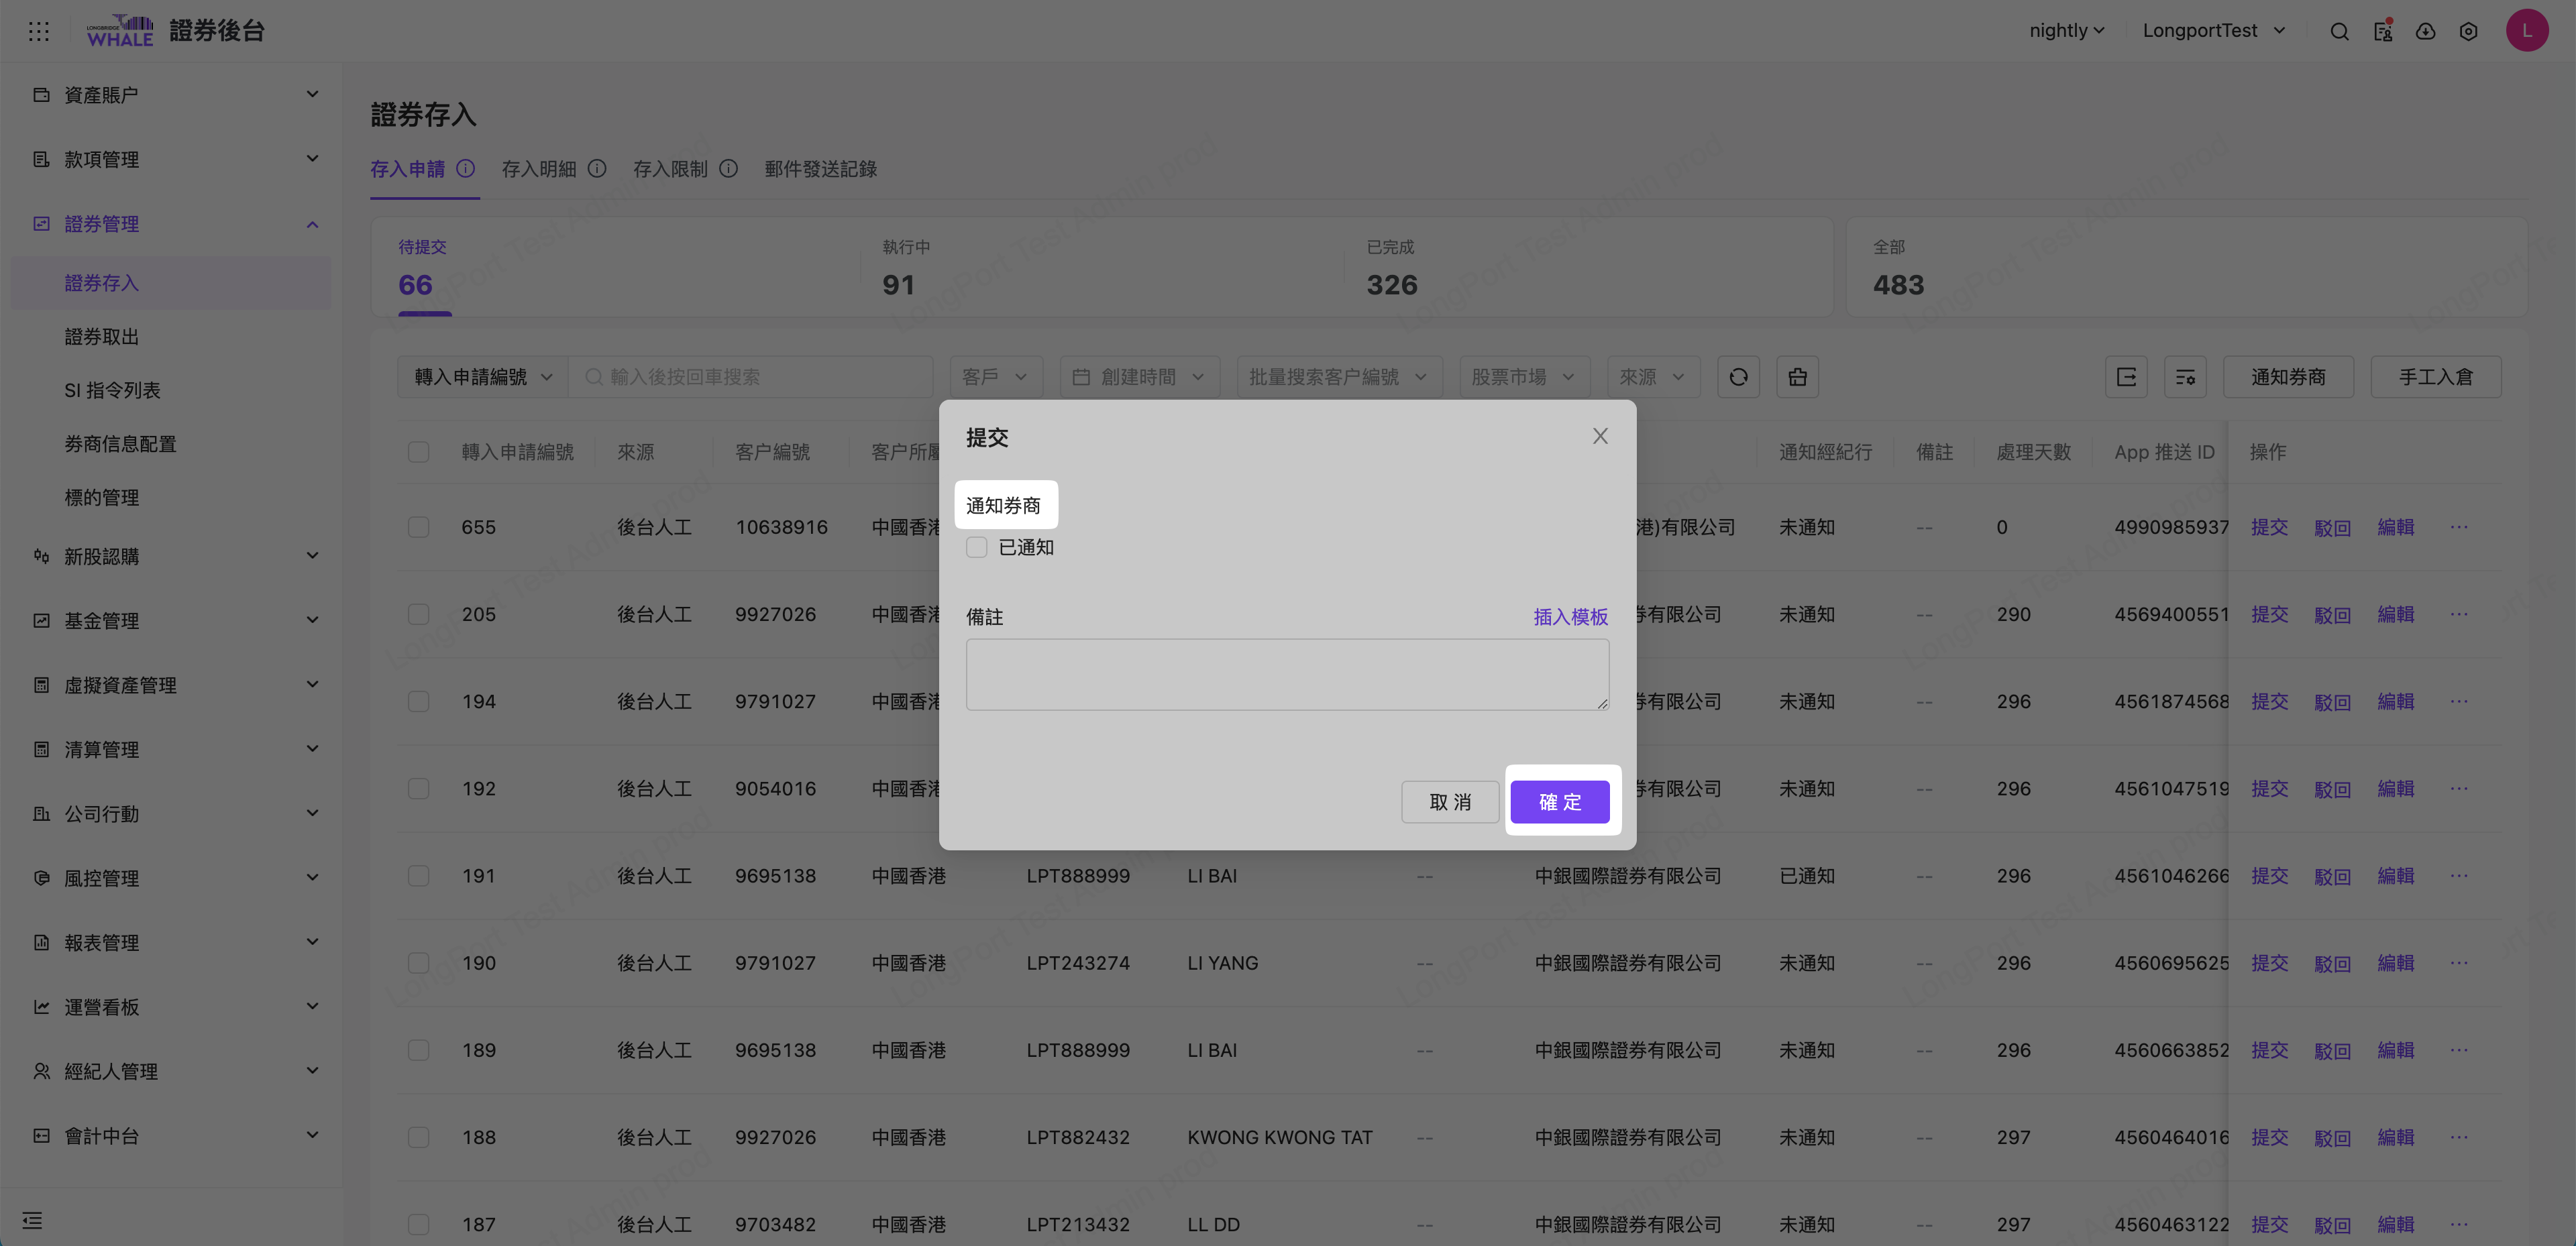 LONGBRIDGE
WHALE
證券後台
nightly
LongportTest
L
資產賬户
款項管理
證券管理
證券存入
證券取出
SI 指令列表
券商信息配置
標的管理
新股認購
基金管理
虛擬資產管理
清算管理
公司行動
風控管理
報表管理
運營看板
經紀人管理
會計中台
證券存入
存入申請 存入明細 存入限制 郵件發送記錄
待提交 執行中 已完成 全部
66 91 326 483
轉入申請編號 輸入後按回車搜索 客戶 創建時間 批量搜索客户編號 股票市場 來源 通知券商 手工入倉
轉入申請編號 來源 客户編號 客户所屬 通知經紀行 備註 處理天數 App 推送 ID 操作
655 後台人工 10638916 中國香港 港)有限公司 未通知 -- 0 4990985937 提交 駁回 編輯 ···
205 後台人工 9927026 中國香港 券有限公司 未通知 -- 290 4569400551 提交 駁回 編輯 ···
194 後台人工 9791027 中國香港 券有限公司 未通知 -- 296 4561874568 提交 駁回 編輯 ···
192 後台人工 9054016 中國香港 券有限公司 未通知 -- 296 4561047519 提交 駁回 編輯 ···
191 後台人工 9695138 中國香港 LPT888999 LI BAI -- 中銀國際證券有限公司 已通知 -- 296 4561046266 提交 駁回 編輯 ···
190 後台人工 9791027 中國香港 LPT243274 LI YANG -- 中銀國際證券有限公司 未通知 -- 296 4560695625 提交 駁回 編輯 ···
189 後台人工 9695138 中國香港 LPT888999 LI BAI -- 中銀國際證券有限公司 未通知 -- 296 4560663852 提交 駁回 編輯 ···
188 後台人工 9927026 中國香港 LPT882432 KWONG KWONG TAT -- 中銀國際證券有限公司 未通知 -- 297 4560464016 提交 駁回 編輯 ···
187 後台人工 9703482 中國香港 LPT213432 LL DD -- 中銀國際證券有限公司 未通知 -- 297 4560463122 提交 駁回 編輯 ···
提交
通知券商
已通知
備註 插入模板
取 消 確 定
LongPort Test Admin prod